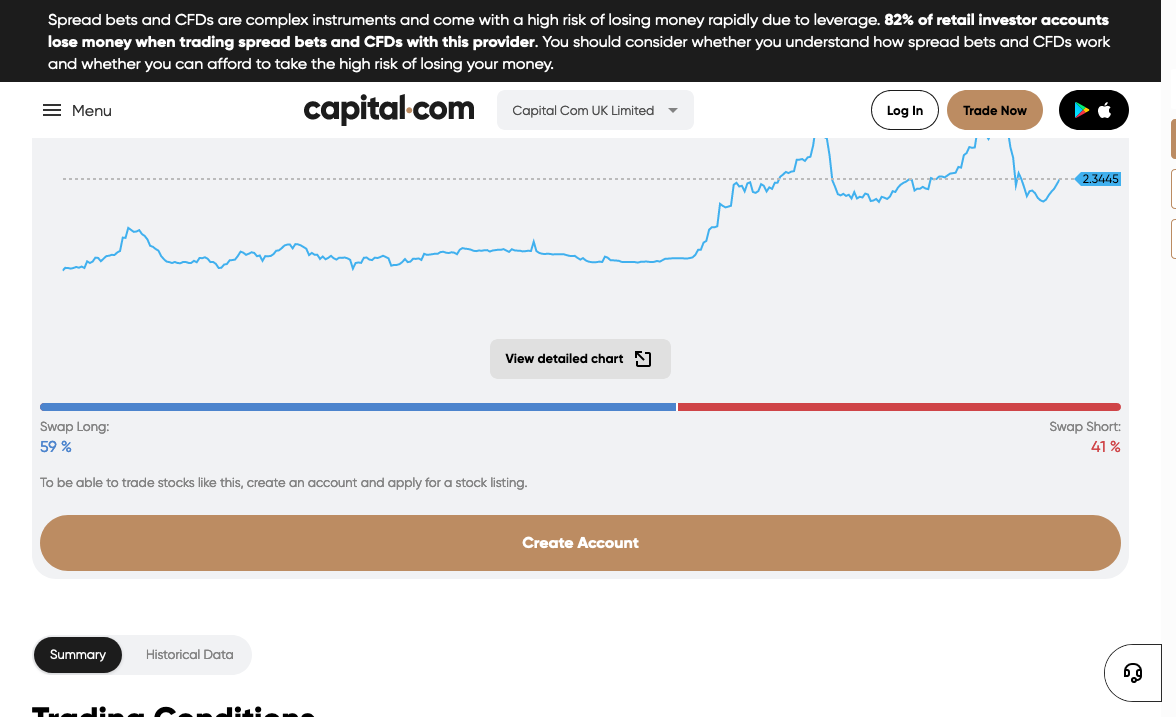 Spread bets and CFDs are complex instruments and come with a high risk of losing money rapidly due to leverage. 82% of retail investor accounts
lose money when trading spread bets and CFDs with this provider. You should consider whether you understand how spread bets and CFDs work
and whether you can afford to take the high risk of losing your money.
Menu
capital.com
Capital Com UK Limited
Log In
Trade Now
2.3445
View detailed chart
Swap Long:
Swap Short:
59 %
41 %
To be able to trade stocks like this, create an account and apply for a stock listing.
Create Account
Summary
Historical Data
Trading Conditions